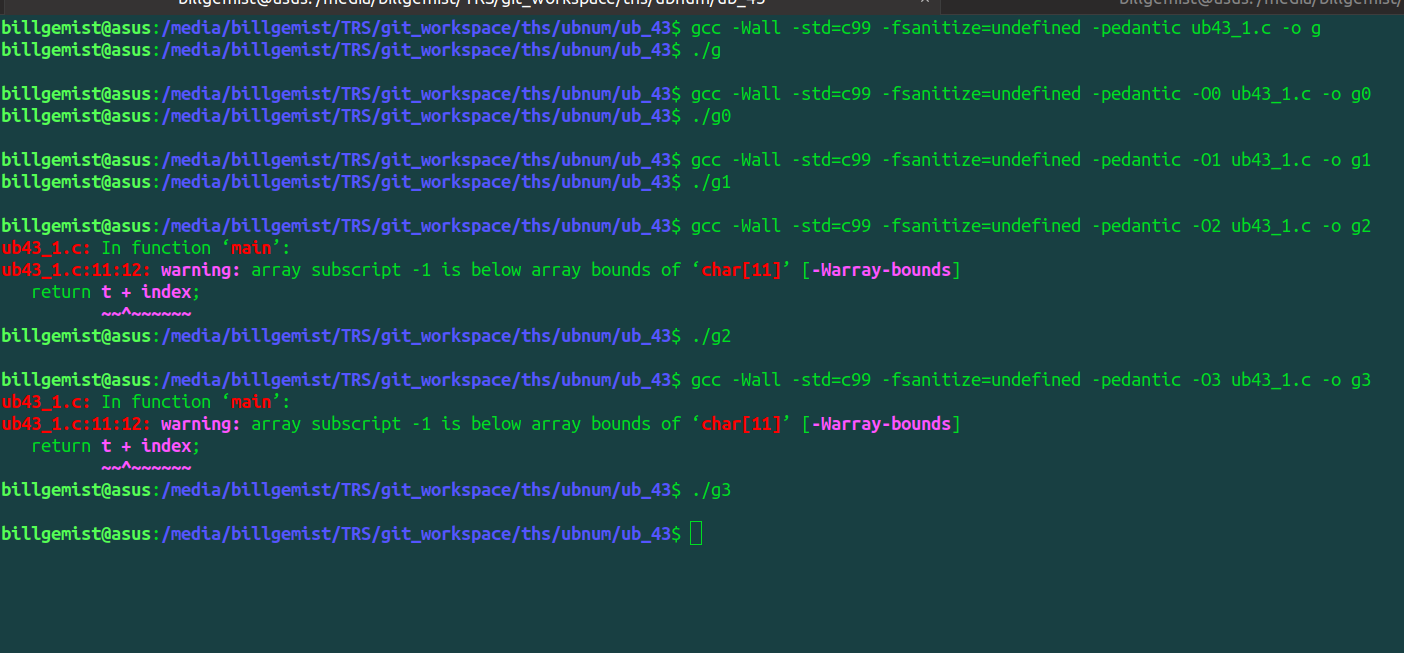 billgemist@asus:/media/billgemist/TRS/git_workspace/ths/ubnum/ub_43
billgemist@asus:/media/billgemist/
billgemist@asus:/media/billgemist/TRS/git_workspace/ths/ubnum/ub_43$ gcc -Wall -std=c99 -fsanitize=undefined -pedantic ub43_1.c -o g
billgemist@asus:/media/billgemist/TRS/git_workspace/ths/ubnum/ub_43$ ./g
billgemist@asus:/media/billgemist/TRS/git_workspace/ths/ubnum/ub_43$ gcc -Wall -std=c99 -fsanitize=undefined -pedantic -O0 ub43_1.c -o g0
billgemist@asus:/media/billgemist/TRS/git_workspace/ths/ubnum/ub_43$ ./g0
billgemist@asus:/media/billgemist/TRS/git_workspace/ths/ubnum/ub_43$ gcc -Wall -std=c99 -fsanitize=undefined -pedantic -O1 ub43_1.c -o g1
billgemist@asus:/media/billgemist/TRS/git_workspace/ths/ubnum/ub_43$ ./g1
billgemist@asus:/media/billgemist/TRS/git_workspace/ths/ubnum/ub_43$ gcc -Wall -std=c99 -fsanitize=undefined -pedantic -O2 ub43_1.c -o g2
ub43_1.c: In function ‘main’:
ub43_1.c:11:12: warning: array subscript -1 is below array bounds of ‘char[11]’ [-Warray-bounds]
   return t + index;
          ~~^~~~~~~
billgemist@asus:/media/billgemist/TRS/git_workspace/ths/ubnum/ub_43$ ./g2
billgemist@asus:/media/billgemist/TRS/git_workspace/ths/ubnum/ub_43$ gcc -Wall -std=c99 -fsanitize=undefined -pedantic -O3 ub43_1.c -o g3
ub43_1.c: In function ‘main’:
ub43_1.c:11:12: warning: array subscript -1 is below array bounds of ‘char[11]’ [-Warray-bounds]
   return t + index;
          ~~^~~~~~~
billgemist@asus:/media/billgemist/TRS/git_workspace/ths/ubnum/ub_43$ ./g3
billgemist@asus:/media/billgemist/TRS/git_workspace/ths/ubnum/ub_43$